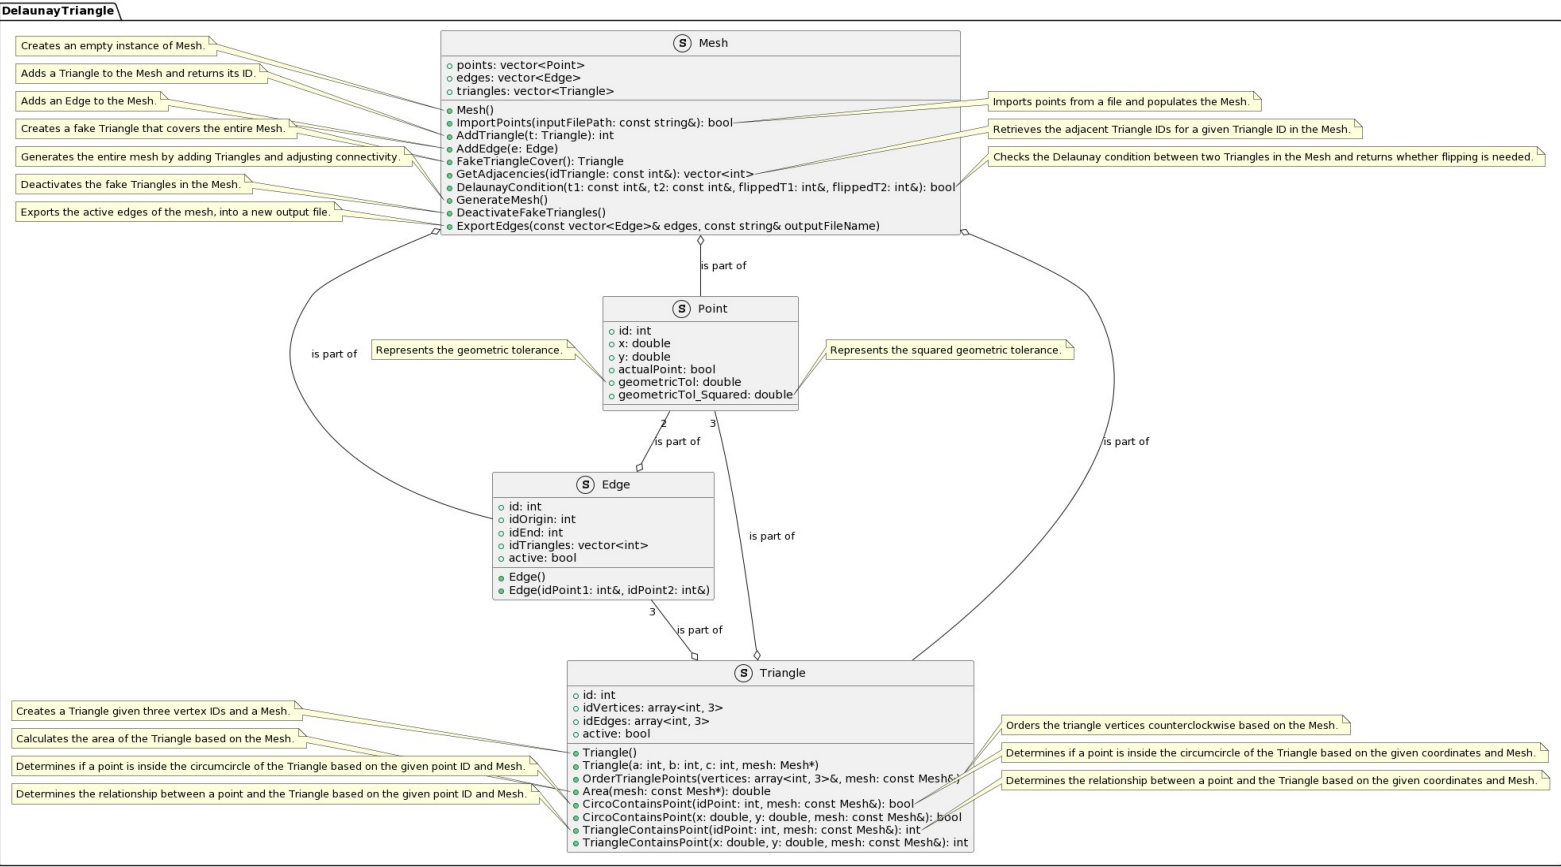 DelaunayTriangle
Creates an empty instance of Mesh.
Adds a Triangle to the Mesh and returns its ID.
Adds an Edge to the Mesh.
Creates a fake Triangle that covers the entire Mesh.
Generates the entire mesh by adding Triangles and adjusting connectivity.
Deactivates the fake Triangles in the Mesh.
Exports the active edges of the mesh, into a new output file.
S Mesh
points: vector<Point>
edges: vector<Edge>
triangles: vector<Triangle>
Mesh()
ImportPoints(inputFilePath: const string&): bool
AddTriangle(t: Triangle): int
AddEdge(e: Edge)
FakeTriangleCover(): Triangle
GetAdjacencies(idTriangle: const int&): vector<int>
DelaunayCondition(t1: const int&, t2: const int&, flippedT1: int&, flippedT2: int&): bool
GenerateMesh()
DeactivateFakeTriangles()
ExportEdges(const vector<Edge>& edges, const string& outputFileName)
Imports points from a file and populates the Mesh.
Retrieves the adjacent Triangle IDs for a given Triangle ID in the Mesh.
Checks the Delaunay condition between two Triangles in the Mesh and returns whether flipping is needed.
is part of
is part of
Represents the geometric tolerance.
S Point
id: int
x: double
y: double
actualPoint: bool
geometricTol: double
geometricTol_Squared: double
Represents the squared geometric tolerance.
2
3
is part of
is part of
S Edge
id: int
idOrigin: int
idEnd: int
idTriangles: vector<int>
active: bool
Edge()
Edge(idPoint1: int&, idPoint2: int&)
is part of
3
is part of
S Triangle
id: int
idVertices: array<int, 3>
idEdges: array<int, 3>
active: bool
Triangle()
Triangle(a: int, b: int, c: int, mesh: Mesh*)
OrderTrianglePoints(vertices: array<int, 3>&, mesh: const Mesh&)
Area(mesh: const Mesh*): double
CircoContainsPoint(idPoint: int, mesh: const Mesh&): bool
CircoContainsPoint(x: double, y: double, mesh: const Mesh&): bool
TriangleContainsPoint(idPoint: int, mesh: const Mesh&): int
TriangleContainsPoint(x: double, y: double, mesh: const Mesh&): int
Creates a Triangle given three vertex IDs and a Mesh.
Calculates the area of the Triangle based on the Mesh.
Determines if a point is inside the circumcircle of the Triangle based on the given point ID and Mesh.
Determines the relationship between a point and the Triangle based on the given point ID and Mesh.
Orders the triangle vertices counterclockwise based on the Mesh.
Determines if a point is inside the circumcircle of the Triangle based on the given coordinates and Mesh.
Determines the relationship between a point and the Triangle based on the given coordinates and Mesh.